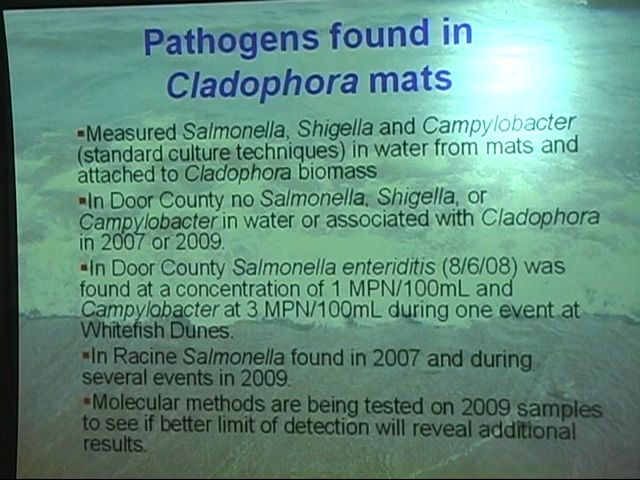 Pathogens found in
Cladophora mats
▪Measured Salmonella, Shigella and Campylobacter
(standard culture techniques) in water from mats and
attached to Cladophora biomass
▪In Door County no Salmonella, Shigella, or
Campylobacter in water or associated with Cladophora
in 2007 or 2009.
▪In Door County Salmonella enteriditis (8/6/08) was
found at a concentration of 1 MPN/100mL and
Campylobacter at 3 MPN/100mL during one event at
Whitefish Dunes.
▪In Racine Salmonella found in 2007 and during
several events in 2009.
▪Molecular methods are being tested on 2009 samples
to see if better limit of detection will reveal additional
results.